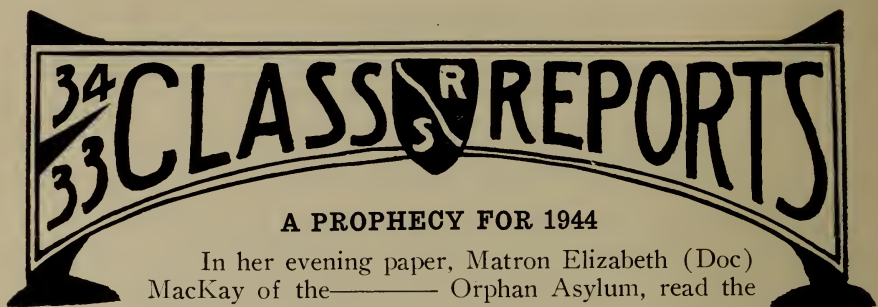 34
33
CLASS RS REPORTS
A PROPHECY FOR 1944
In her evening paper, Matron Elizabeth (Doc)
MacKay of the——— Orphan Asylum, read the